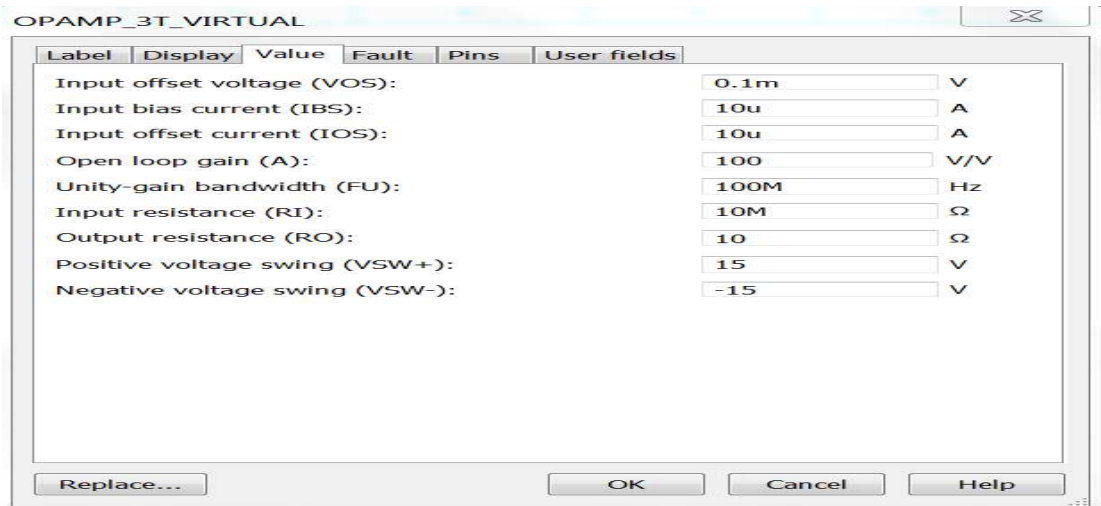 OPAMP_3T_VIRTUAL
Label Display Value Fault Pins User fields
Input offset voltage (VOS): 0.1m V
Input bias current (IBS): 10u A
Input offset current (IOS): 10u A
Open loop gain (A): 100 V/V
Unity-gain bandwidth (FU): 100M Hz
Input resistance (RI): 10M Ω
Output resistance (RO): 10 Ω
Positive voltage swing (VSW+): 15 V
Negative voltage swing (VSW-): -15 V
Replace... OK Cancel Help